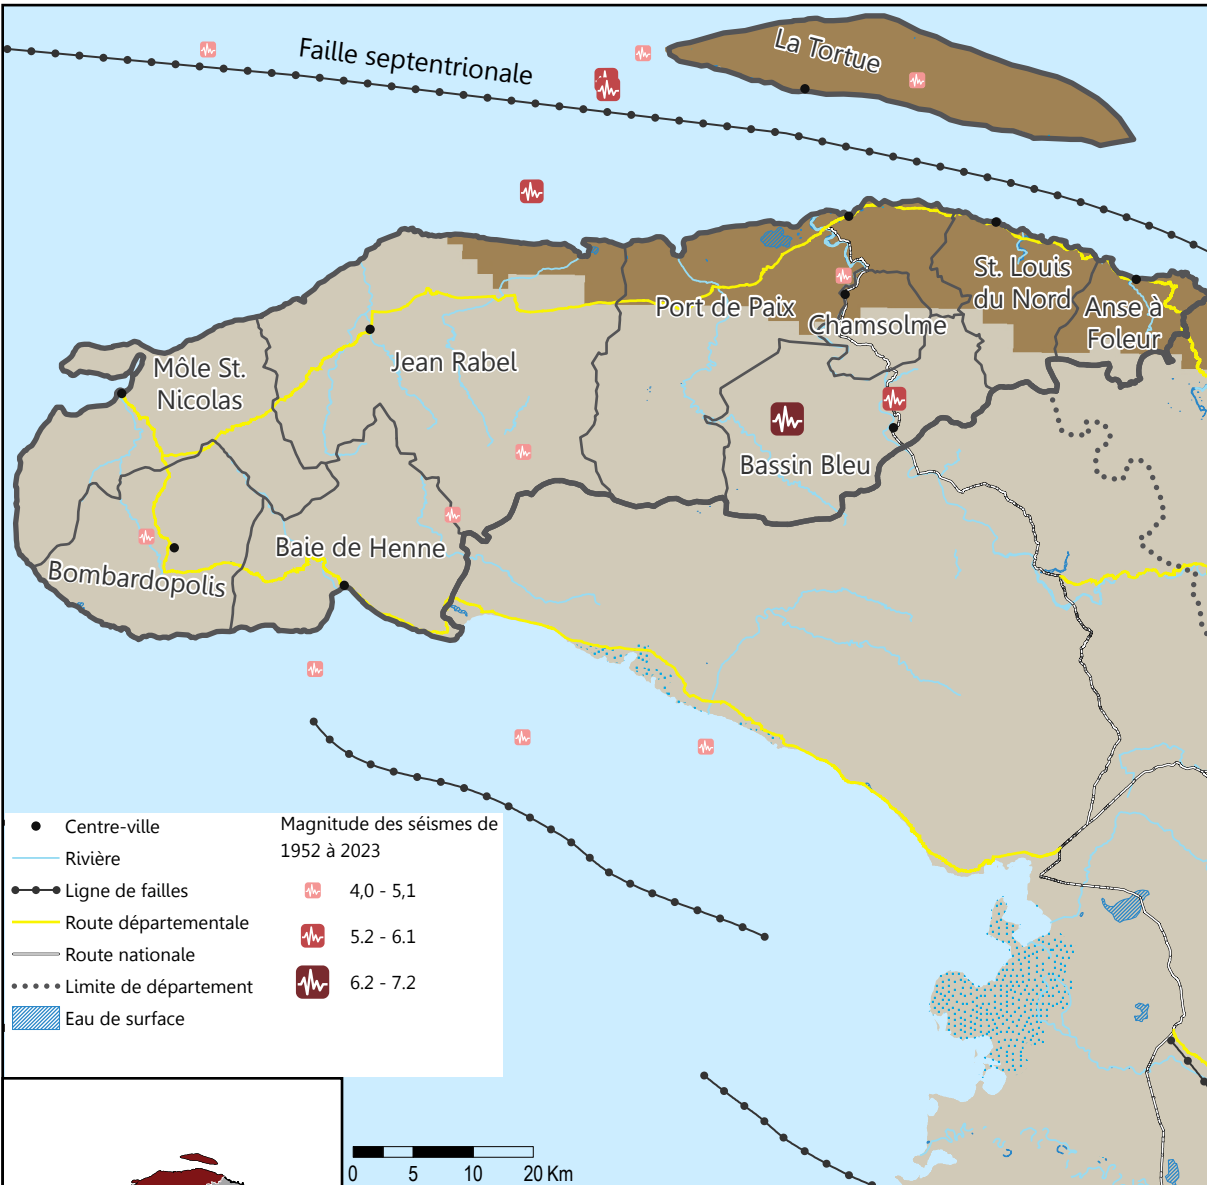 Faille septentrionale
La Tortue
St. Louis
du Nord
Port de Paix
Anse à
Foleur
Chamsolme
Môle St.
Nicolas
Jean Rabel
Bassin Bleu
Baie de Henne
Bombardopolis
Centre-ville
Rivière
Ligne de failles
Route départementale
Route nationale
Limite de département
Eau de surface
Magnitude des séismes de
1952 à 2023
4,0 - 5,1
5.2 - 6.1
6.2 - 7.2
0 5 10 20 Km